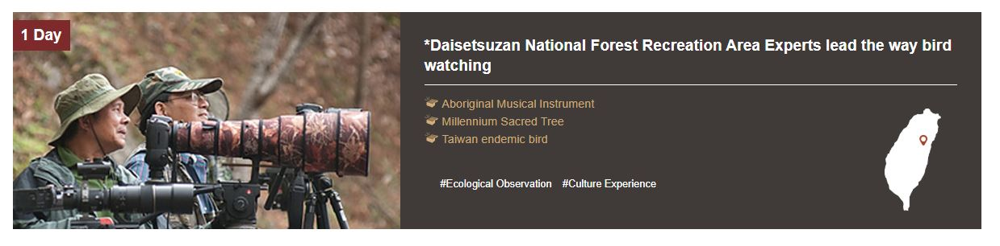 1 Day
*Daisetsuzan National Forest Recreation Area Experts lead the way bird
watching
Aboriginal Musical Instrument
Millennium Sacred Tree
Taiwan endemic bird
#Ecological Observation #Culture Experience